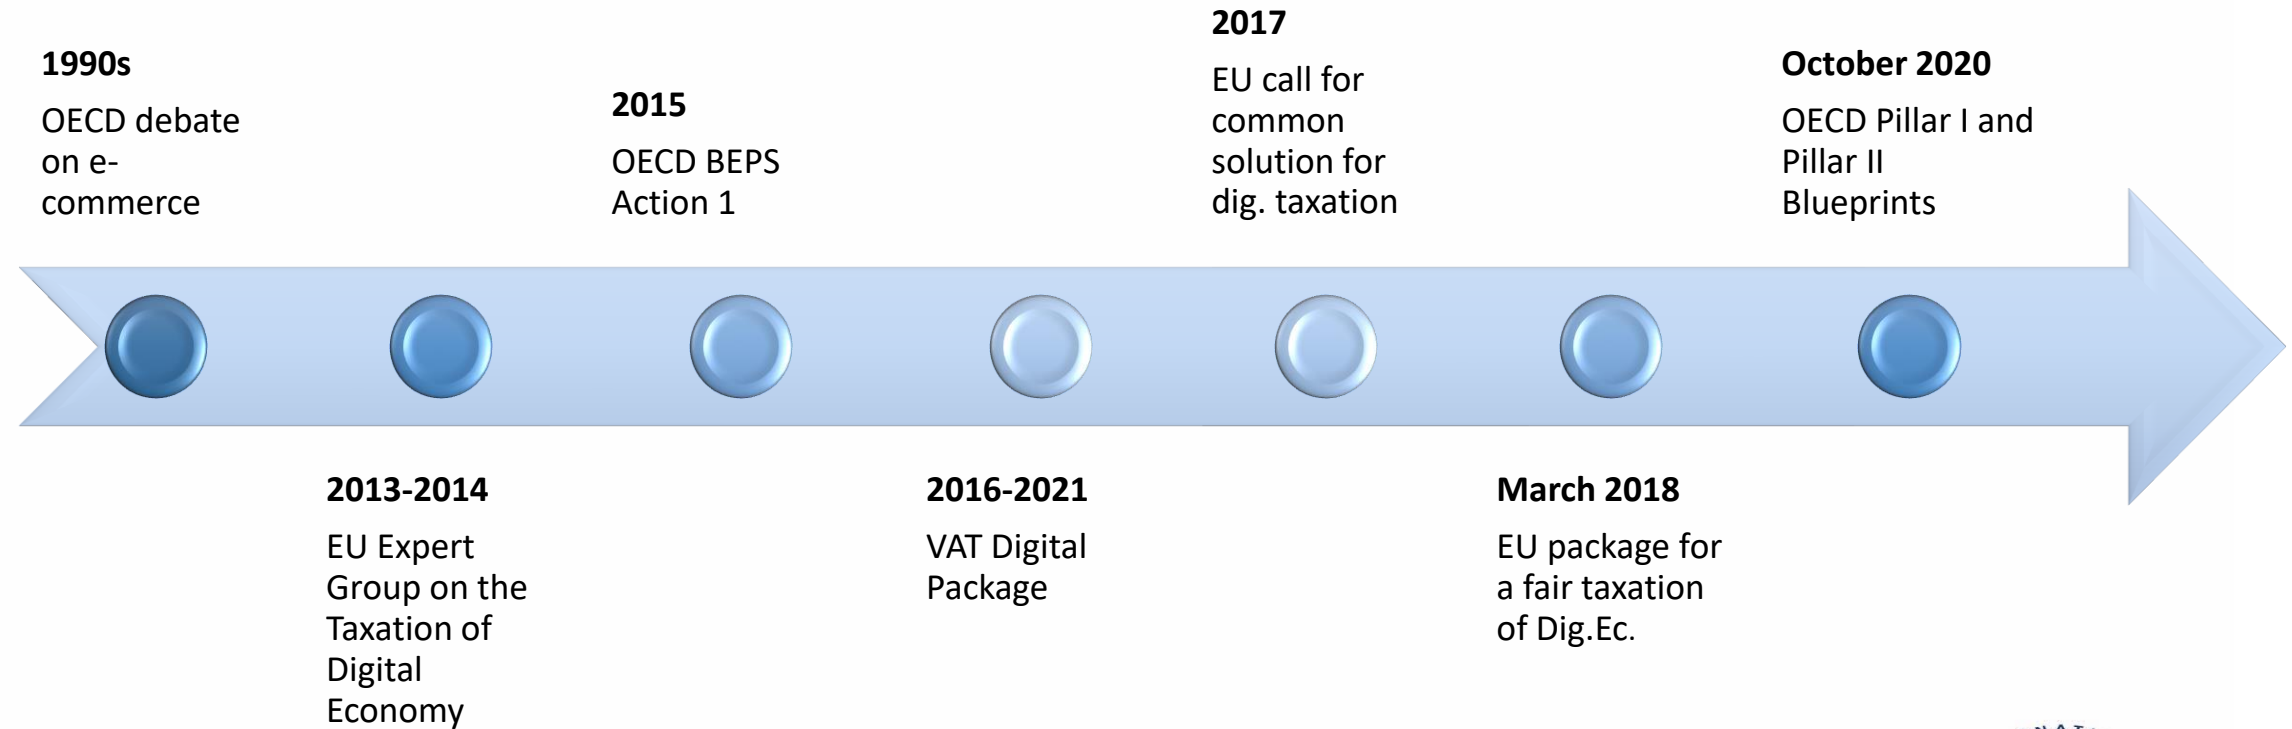 1990s
OECD debate
on e-
commerce
2013-2014
EU Expert
Group on the
Taxation of
Digital
Economy
2015
OECD BEPS
Action 1
2016-2021
VAT Digital
Package
2017
EU call for
common
solution for
dig. taxation
March 2018
EU package for
a fair taxation
of Dig.Ec.
October 2020
OECD Pillar I and
Pillar II
Blueprints